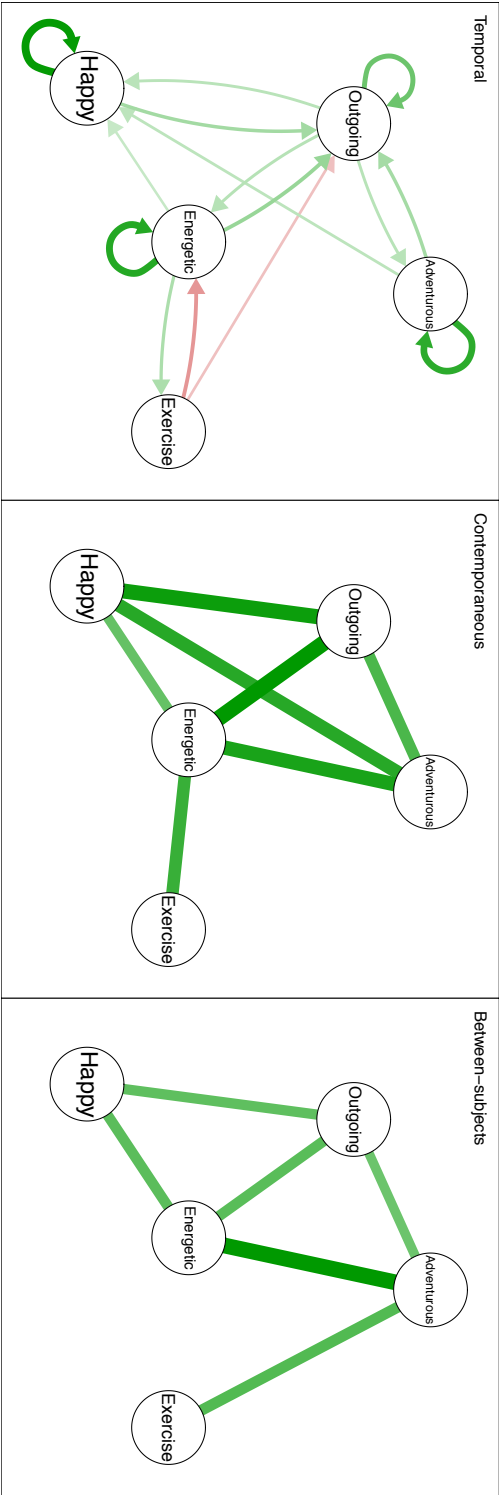 Temporal
Adventurous
Outgoing
Energetic
Exercise
Happy
Contemporaneous
Adventurous
Outgoing
Energetic
Exercise
Happy
Between−subjects
Adventurous
Outgoing
Energetic
Exercise
Happy